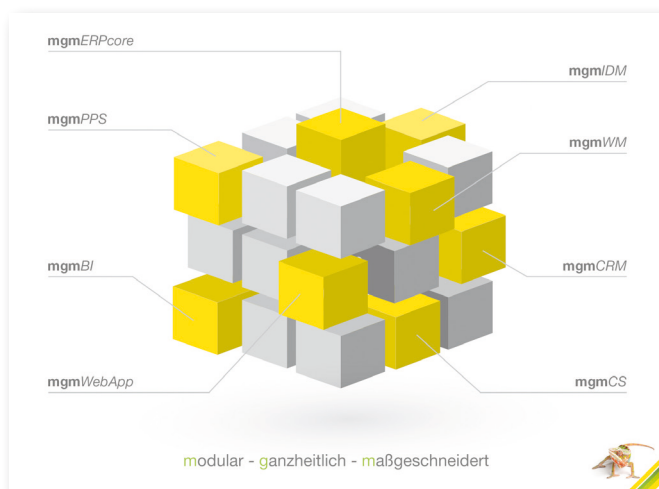 mgmERPcore
mgmIDM
mgmPPS
mgmWM
mgmBI
mgmCRM
mgmWebApp
mgmCS
modular - ganzheitlich - maßgeschneidert